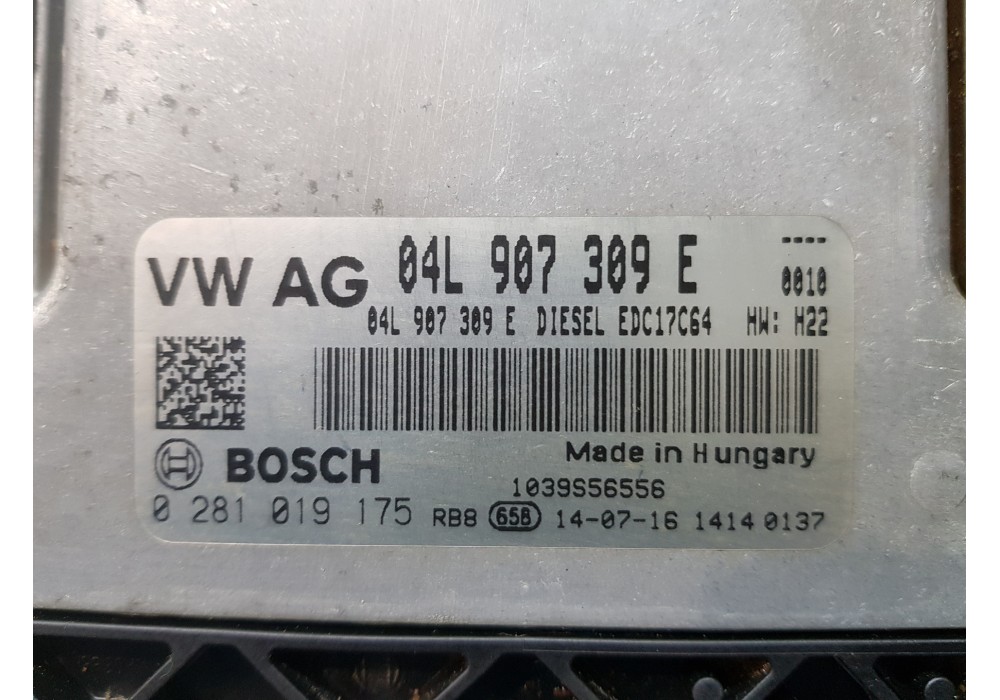 VW AG 04L 907 309 E ----
0010
04L 907 309 E DIESEL EDC17C64 HW: H22
Made in Hungary
BOSCH
1039S56556
0 281 019 175 RB8 658 14-07-16 1414 0137